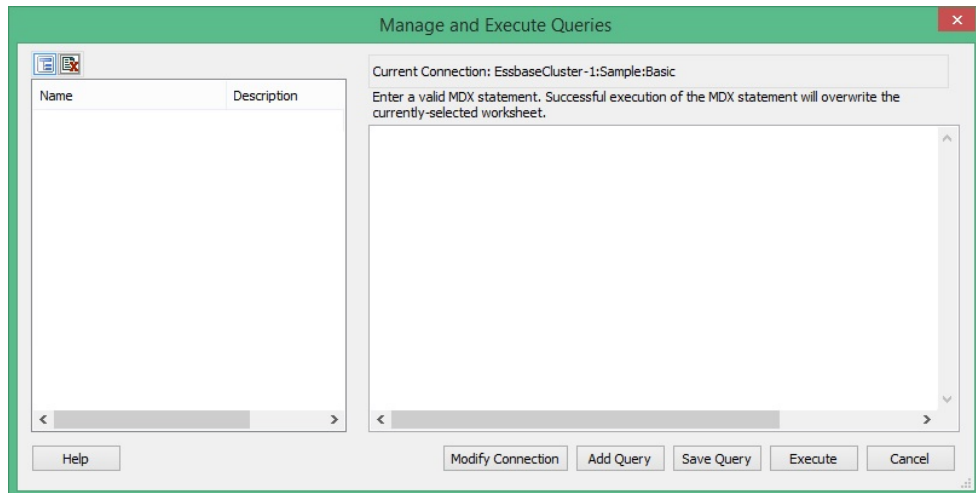 Manage and Execute Queries
Current Connection: EssbaseCluster-1:Sample:Basic
Name Description
Enter a valid MDX statement. Successful execution of the MDX statement will overwrite the
currently-selected worksheet.
Help Modify Connection Add Query Save Query Execute Cancel